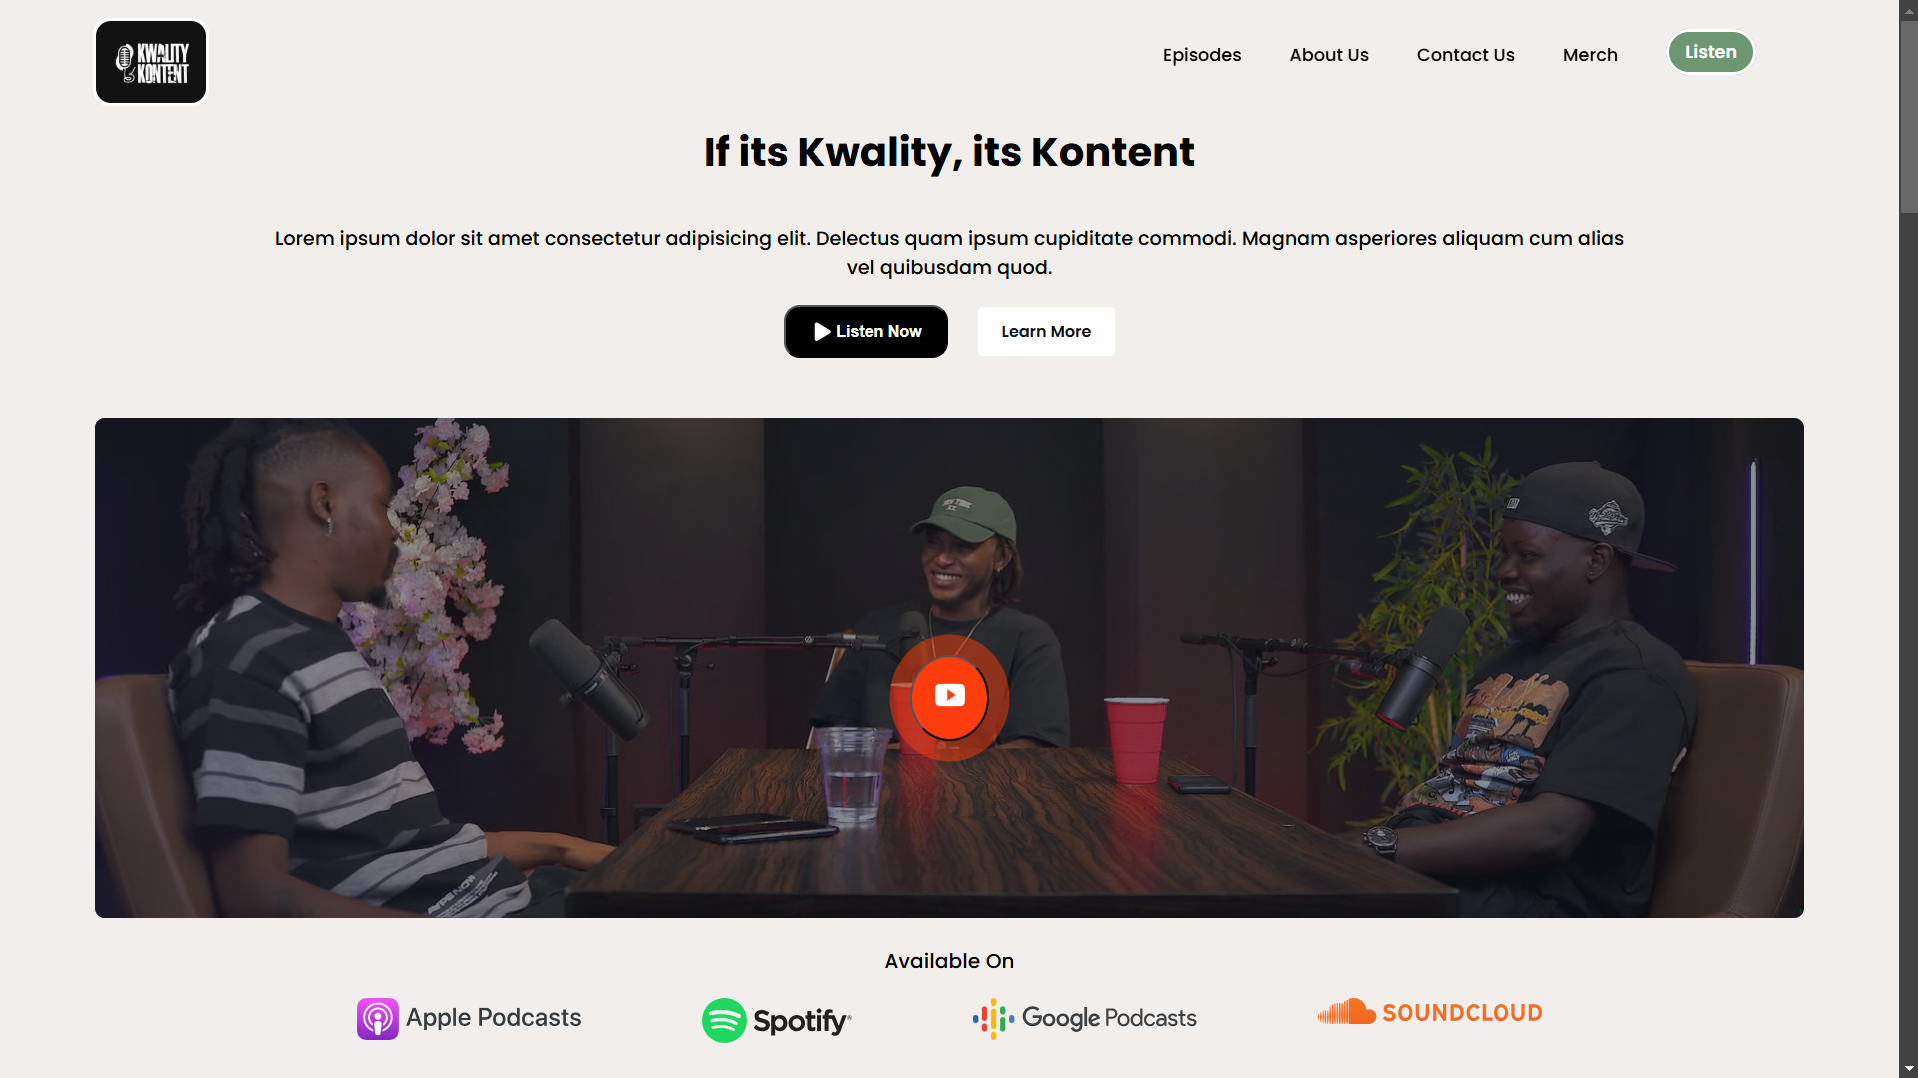 KWALITY
KONTENT
Episodes
About Us
Contact Us
Merch
Listen
If its Kwality, its Kontent
Lorem ipsum dolor sit amet consectetur adipisicing elit. Delectus quam ipsum cupiditate commodi. Magnam asperiores aliquam cum alias
vel quibusdam quod.
Listen Now
Learn More
Available On
Apple Podcasts
Spotify
Google Podcasts
SOUNDCLOUD